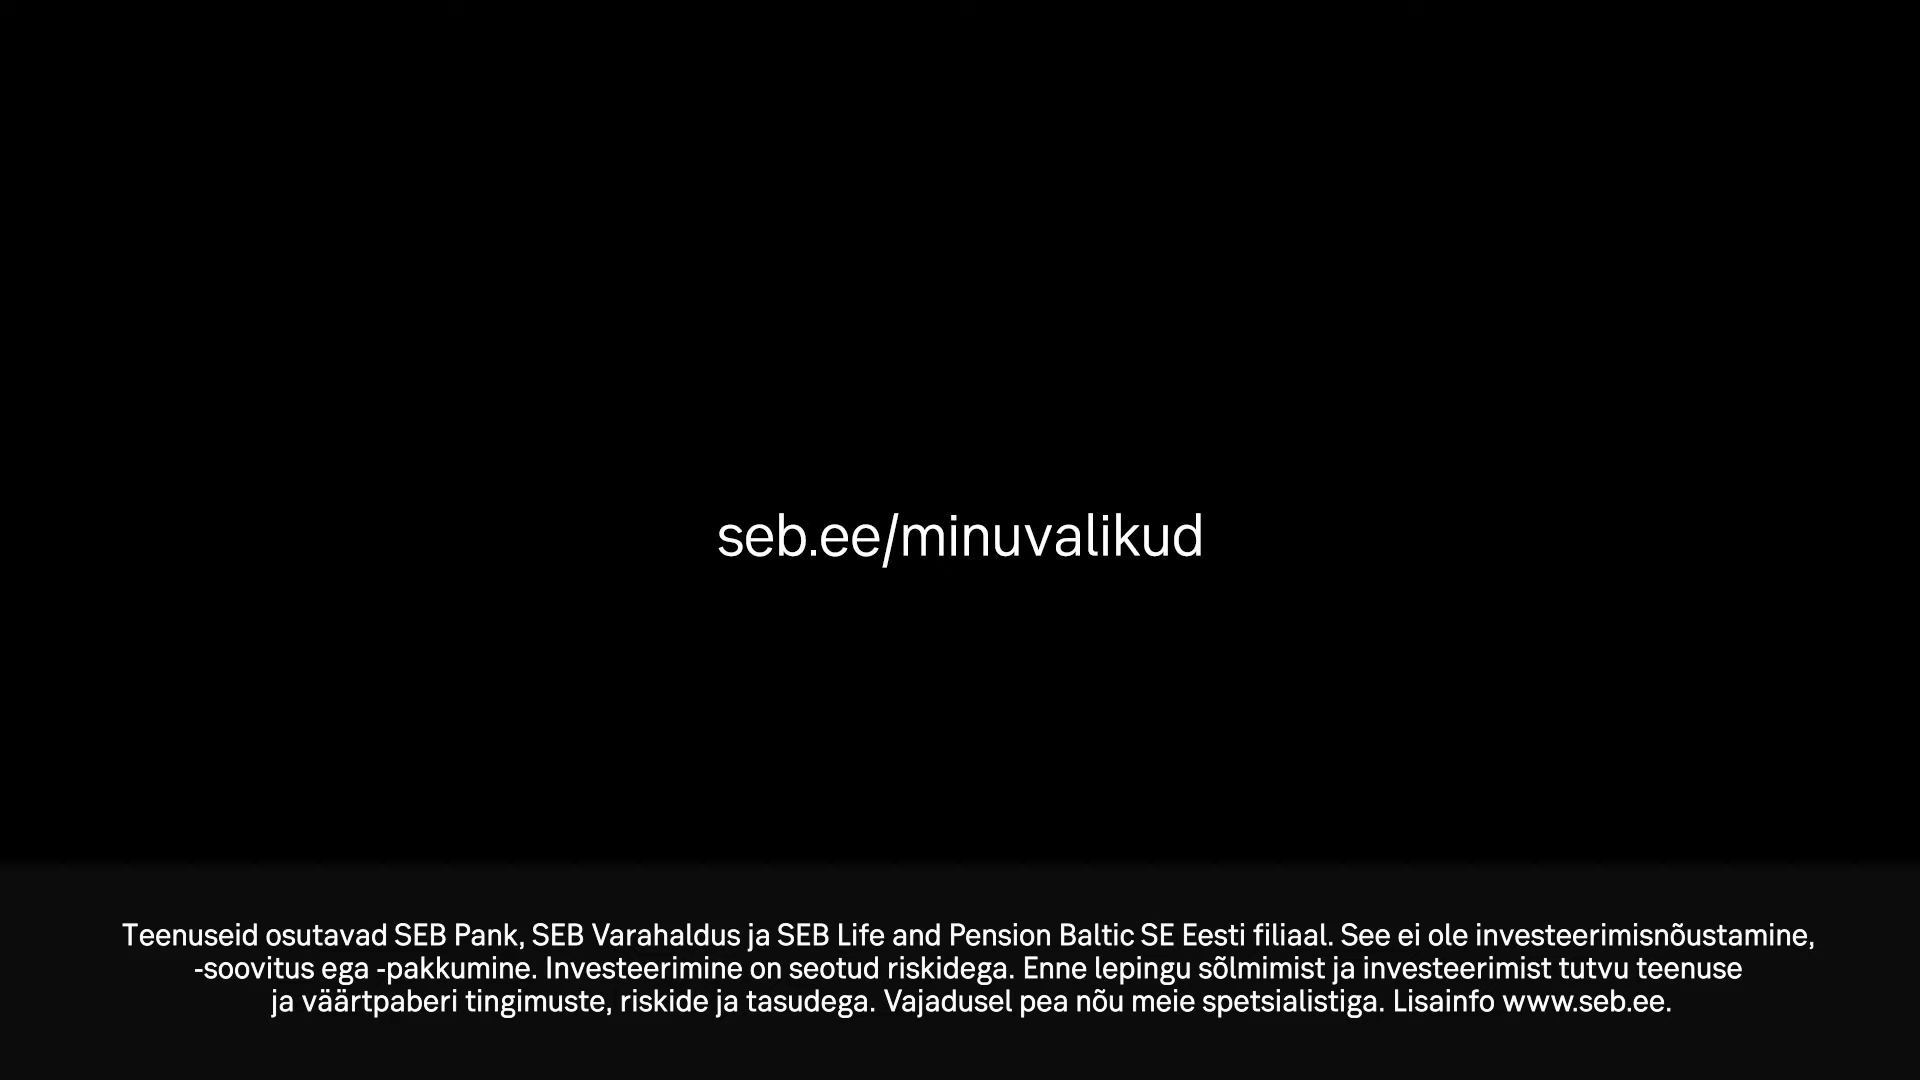 seb.ee/minuvalikud
Teenuseid osutavad SEB Pank, SEB Varahaldus ja SEB Life and Pension Baltic SE Eesti filiaal. See ei ole investeerimisnõustamine,
-soovitus ega -pakkumine. Investeerimine on seotud riskidega. Enne lepingu sõlmimist ja investeerimist tutvu teenuse
ja väärtpaberi tingimuste, riskide ja tasudega. Vajadusel pea nõu meie spetsialistiga. Lisainfo www.seb.ee.